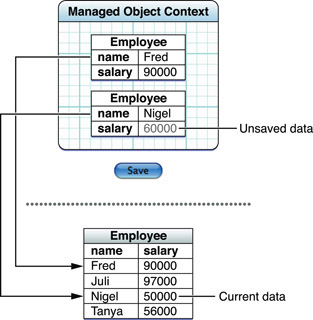 Managed Object Context
Employee
name Fred
salary 90000
Employee
name Nigel
salary 60000
Unsaved data
Save
Employee
name salary
Fred 90000
Juli 97000
Nigel 50000
Current data
Tanya 56000